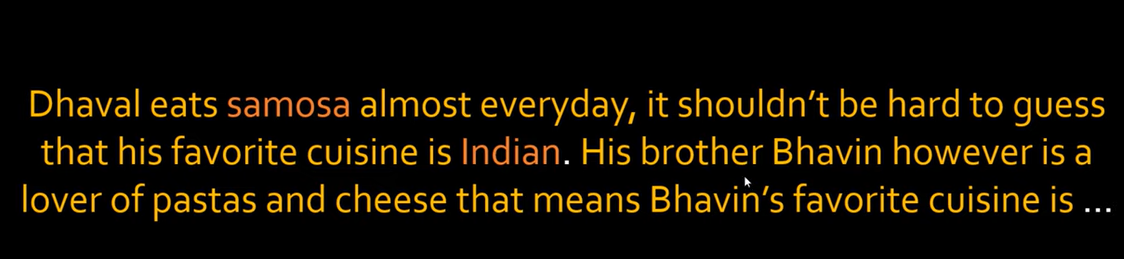 Dhaval eats samosa almost everyday, it shouldn't be hard to guess
that his favorite cuisine is Indian. His brother Bhavin however is a
lover of pastas and cheese that means Bhavin's favorite cuisine is ...